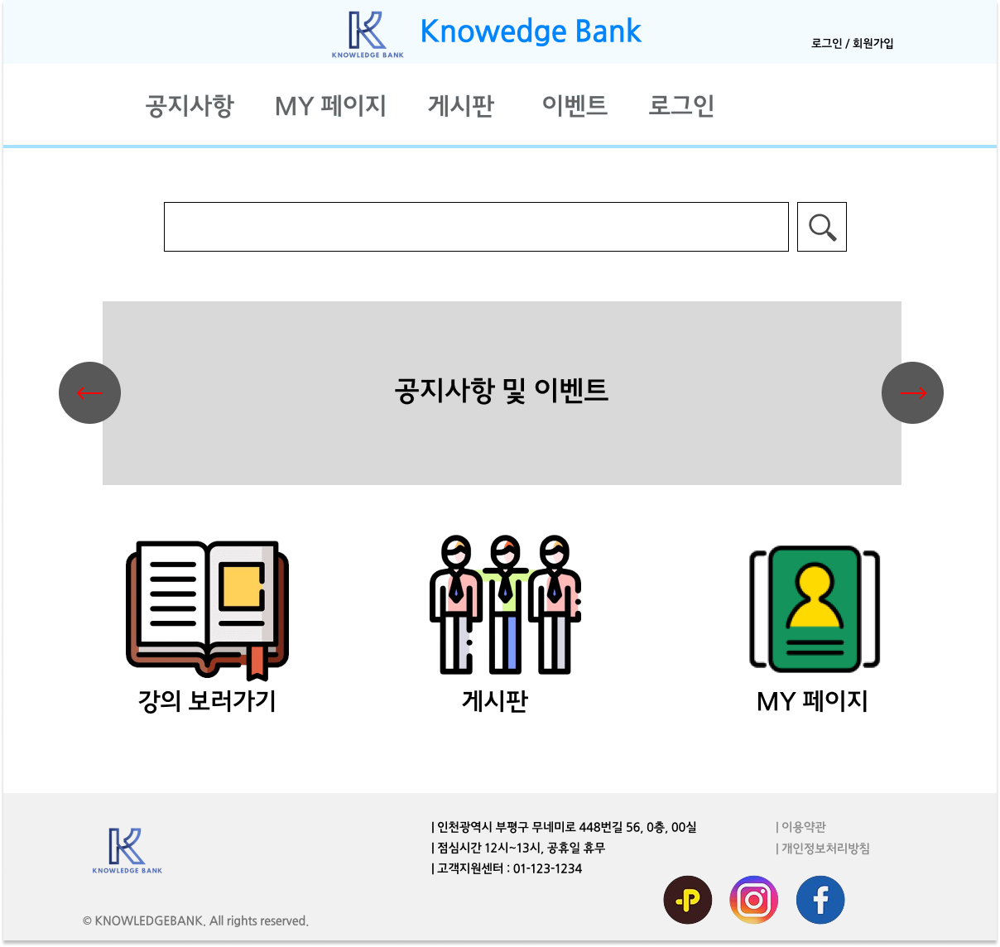 KNOWLEDGE BANK
Knowedge Bank
로그인 / 회원가입
공지사항 MY 페이지 게시판 이벤트 로그인
공지사항 및 이벤트
강의 보러가기
게시판
MY 페이지
KNOWLEDGE BANK
| 인천광역시 부평구 무네미로 448번길 56, 0층, 00실
| 점심시간 12시~13시, 공휴일 휴무
| 고객지원센터 : 01-123-1234
| 이용약관
| 개인정보처리방침
© KNOWLEDGEBANK. All rights reserved.